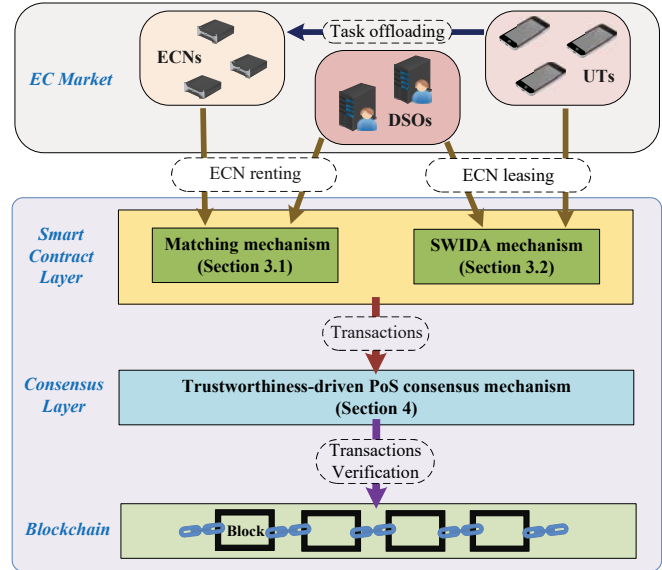 Task offloading
ECNs
UTs
EC Market
DSOs
ECN renting
ECN leasing
Smart
Contract
Layer
Matching mechanism
(Section 3.1)
SWIDA mechanism
(Section 3.2)
Transactions
Consensus
Layer
Trustworthiness-driven PoS consensus mechanism
(Section 4)
Transactions
Verification
Blockchain
Block